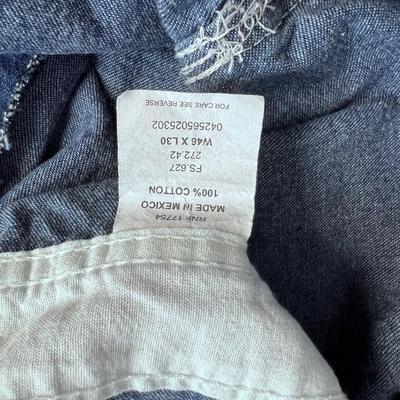 RN# 17754
MADE IN MEXICO
100% COTTON
FS.627
272.42
W46 X L30
042565025302
FOR CARE SEE REVERSE